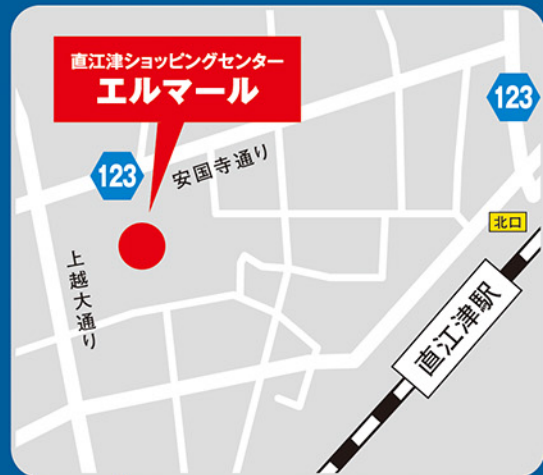 直江津ショッピングセンター
エルマール
123
123
安国寺通り
北口
上越大通り
直江津駅